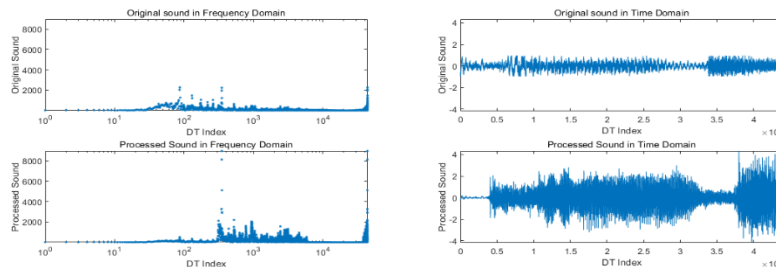 Original sound in Frequency Domain
8000
6000
4000
2000
0
Original Sound
10^0 10^1 10^2 10^3 10^4
DT Index
Processed Sound in Frequency Domain
8000
6000
4000
2000
0
Processed Sound
10^0 10^1 10^2 10^3 10^4
DT Index
Original sound in Time Domain
4
2
0
-2
-4
Original Sound
0 0.5 1 1.5 2 2.5 3 3.5 4
DT Index
Processed Sound in Time Domain
4
2
0
-2
-4
Processed Sound
0 0.5 1 1.5 2 2.5 3 3.5 4
DT Index